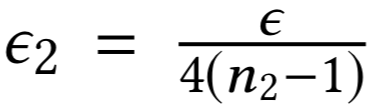 ϵ₂ = ϵ / 4(n₂−1)